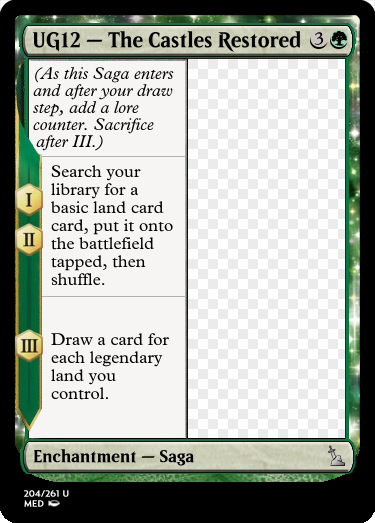 UG12 — The Castles Restored 3
(As this Saga enters
and after your draw
step, add a lore
counter. Sacrifice
after III.)
I
II
Search your
library for a
basic land card
card, put it onto
the battlefield
tapped, then
shuffle.
III
Draw a card for
each legendary
land you
control.
Enchantment — Saga
204/261 U
MED